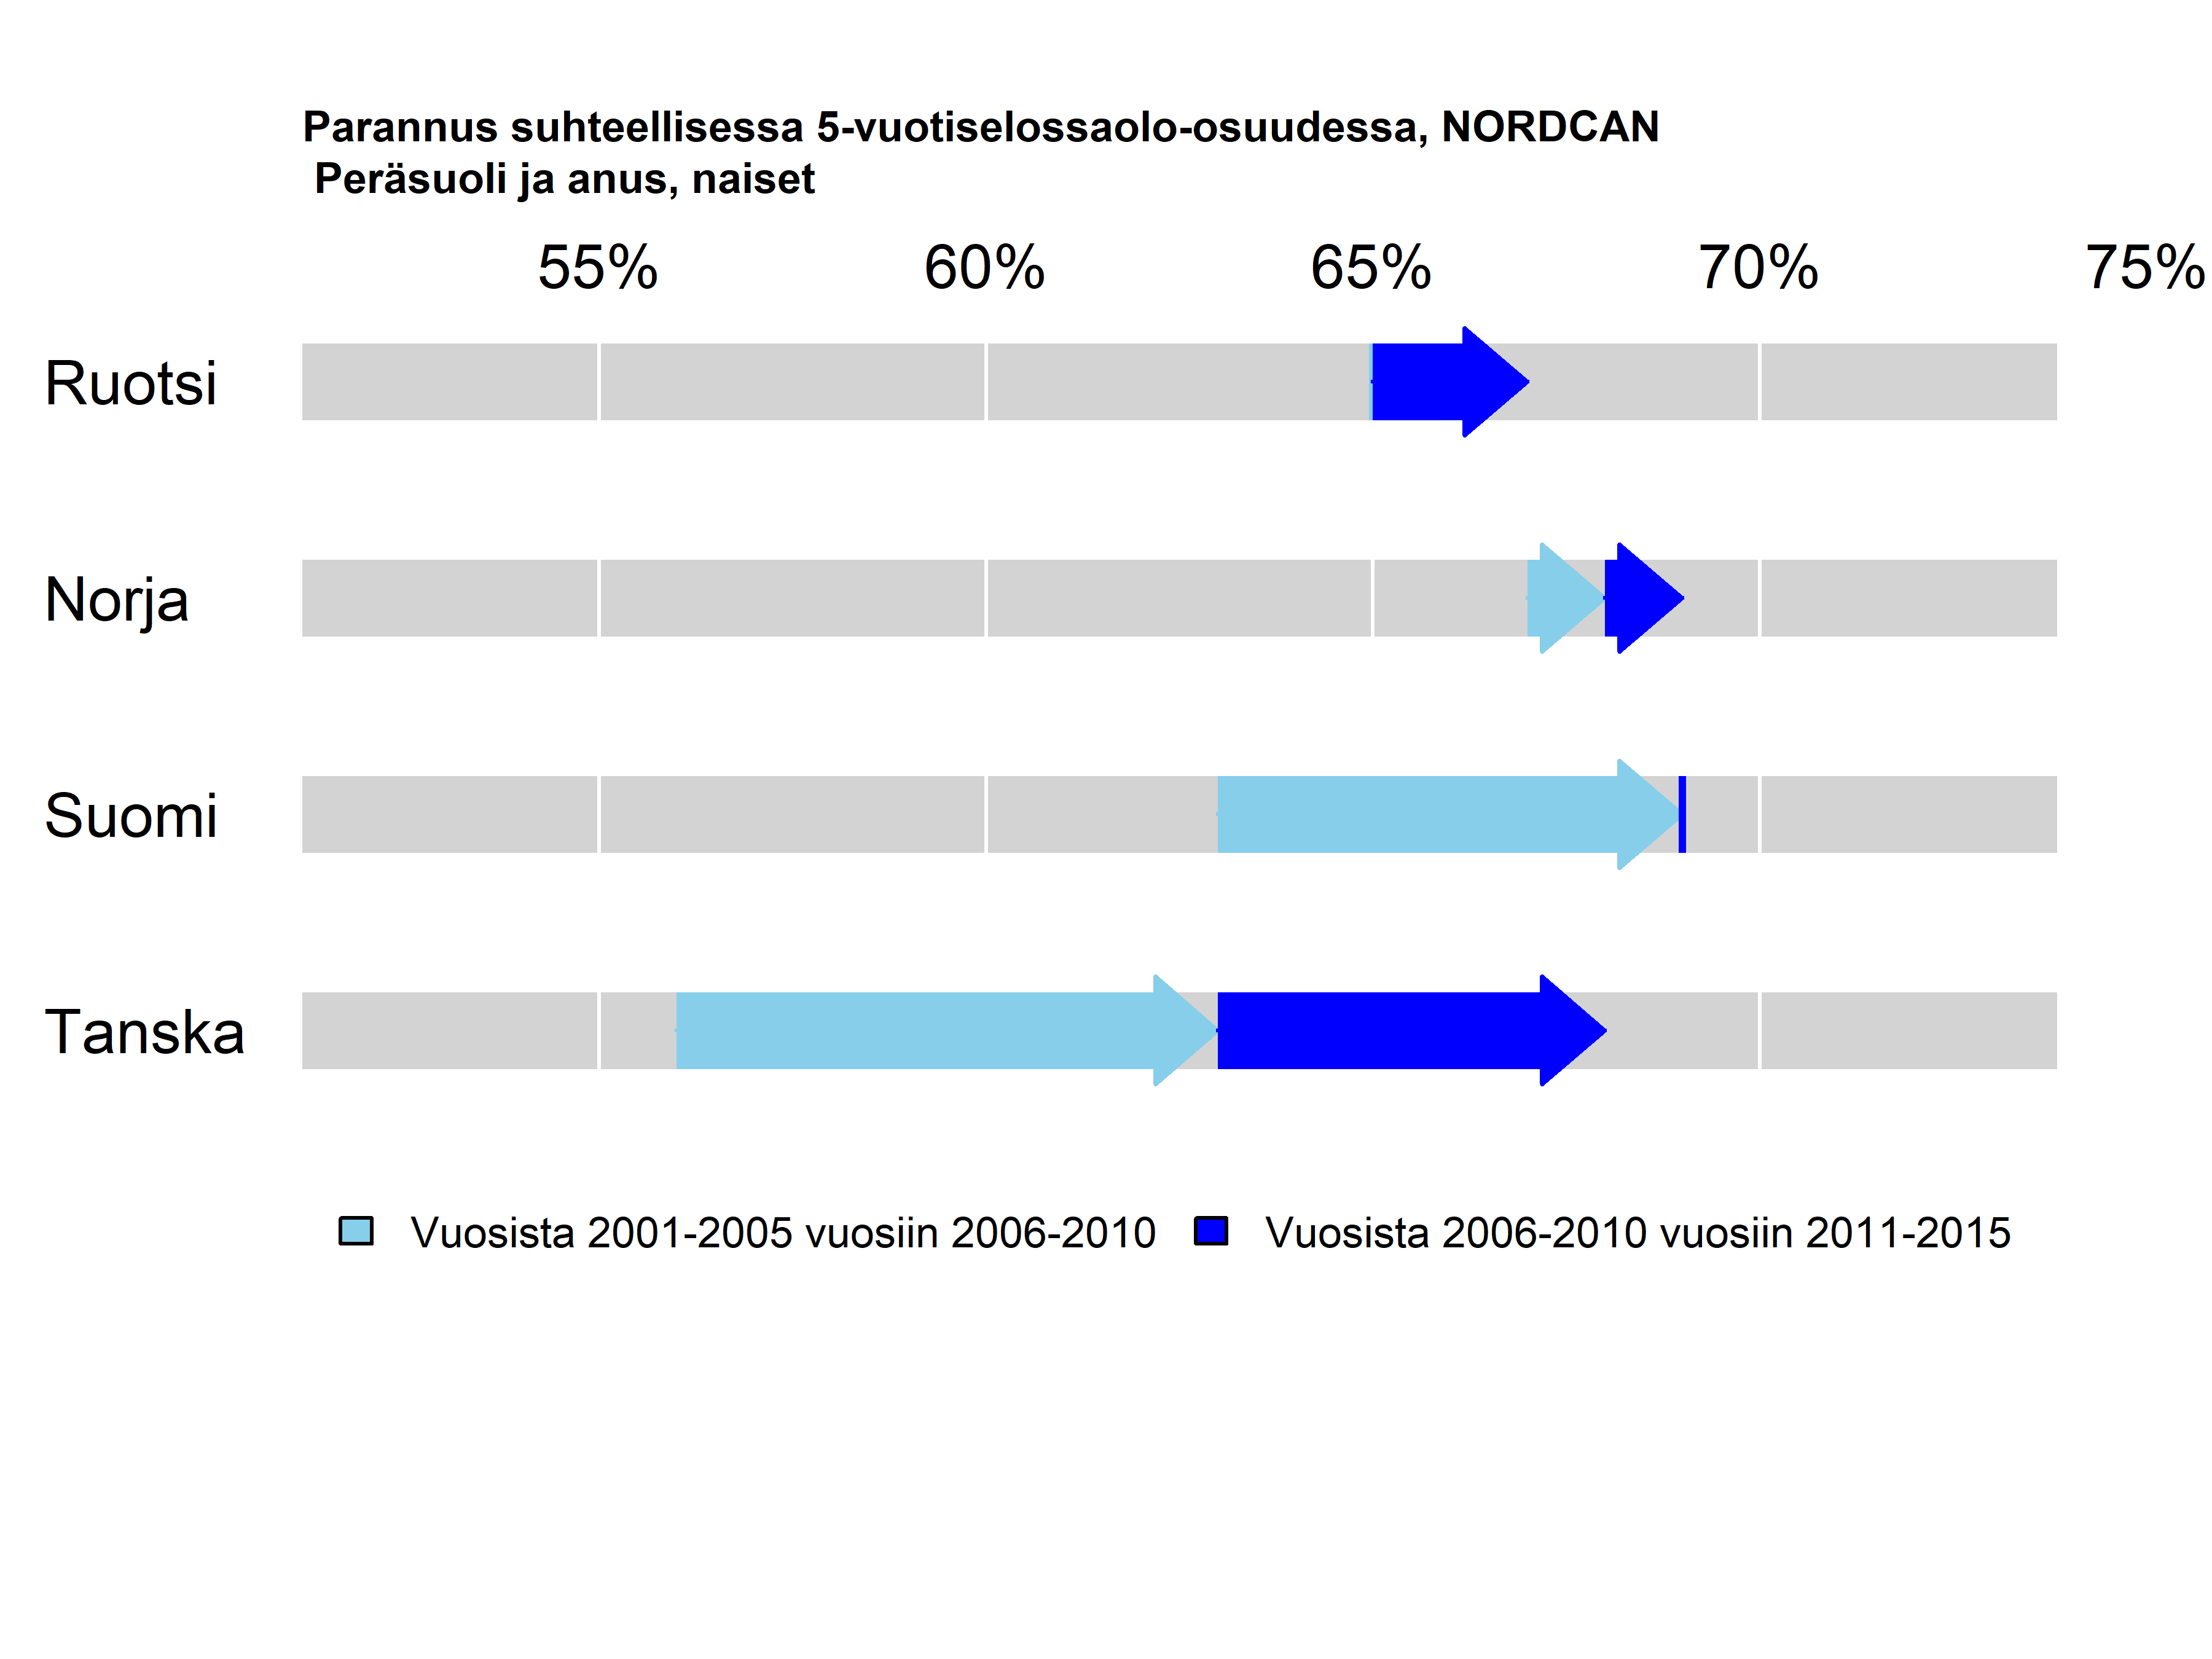 Parannus suhteellisessa 5-vuotiselossaolo-osuudessa, NORDCAN
Peräsuoli ja anus, naiset
55% 60% 65% 70% 75%
Ruotsi
Norja
Suomi
Tanska
Vuosista 2001-2005 vuosiin 2006-2010 Vuosista 2006-2010 vuosiin 2011-2015